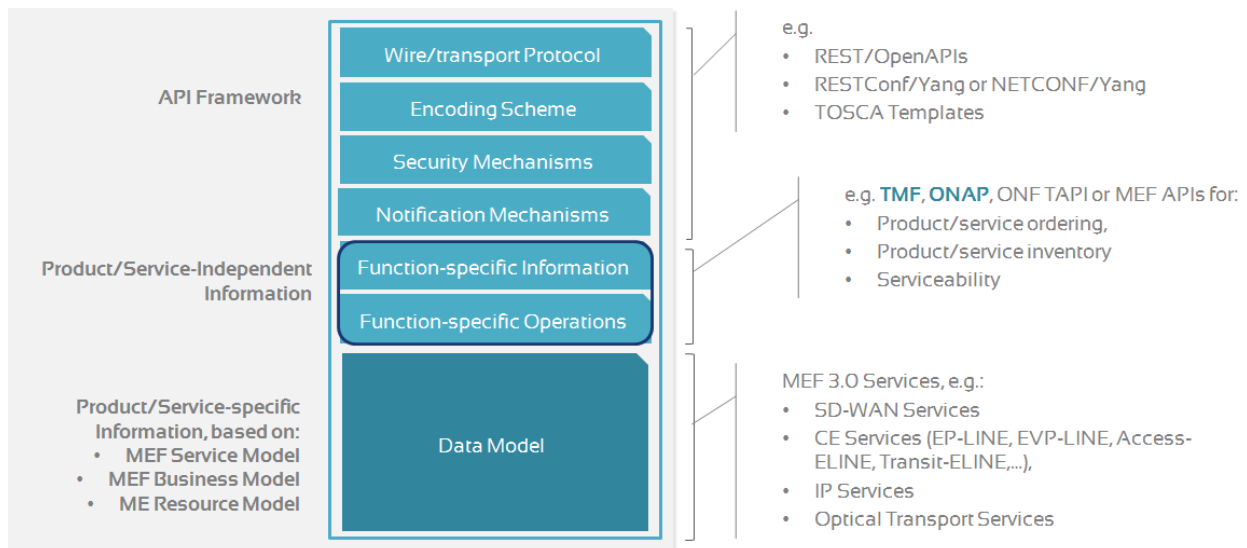 API Framework
Wire/transport Protocol
Encoding Scheme
Security Mechanisms
Notification Mechanisms
e.g.
• REST/OpenAPIs
• RESTConf/Yang or NETCONF/Yang
• TOSCA Templates
Product/Service-Independent
Information
Function-specific Information
Function-specific Operations
e.g. TMF, ONAP, ONF TAPI or MEF APIs for:
• Product/service ordering,
• Product/service inventory
• Serviceability
Product/Service-specific
Information, based on:
• MEF Service Model
• MEF Business Model
• ME Resource Model
Data Model
MEF 3.0 Services, e.g.:
• SD-WAN Services
• CE Services (EP-LINE, EVP-LINE, Access-
ELINE, Transit-ELINE,...),
• IP Services
• Optical Transport Services